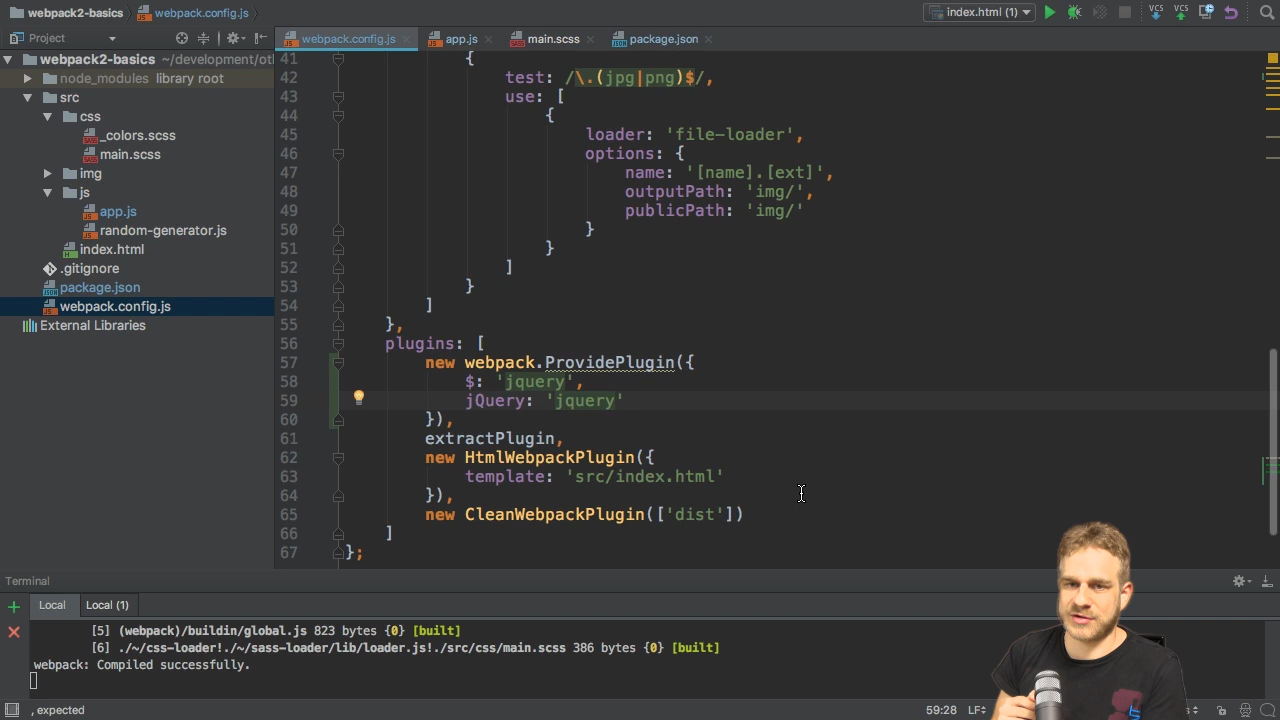 webpack2-basics webpack.config.js
index.html (1)
VCS VCS
Project
webpack.config.js app.js main.scss package.json
webpack2-basics ~/development/ot
node_modules library root
src
css
_colors.scss
main.scss
img
js
app.js
random-generator.js
index.html
.gitignore
package.json
webpack.config.js
External Libraries
41 {
42 test: /\.(jpg|png)$/,
43 use: [
44 {
45 loader: 'file-loader',
46 options: {
47 name: '[name].[ext]',
48 outputPath: 'img/',
49 publicPath: 'img/'
50 }
51 }
52 ]
53 }
54 ]
55 },
56 plugins: [
57 new webpack.ProvidePlugin({
58 $: 'jquery',
59 jQuery: 'jquery'
60 }),
61 extractPlugin,
62 new HtmlWebpackPlugin({
63 template: 'src/index.html'
64 }),
65 new CleanWebpackPlugin(['dist'])
66 ]
67 };
Terminal
Local Local (1)
[5] (webpack)/buildin/global.js 823 bytes {0} [built]
[6] ./~/css-loader!./~/sass-loader/lib/loader.js!./src/css/main.scss 386 bytes {0} [built]
webpack: Compiled successfully.
, expected 59:28 LF÷